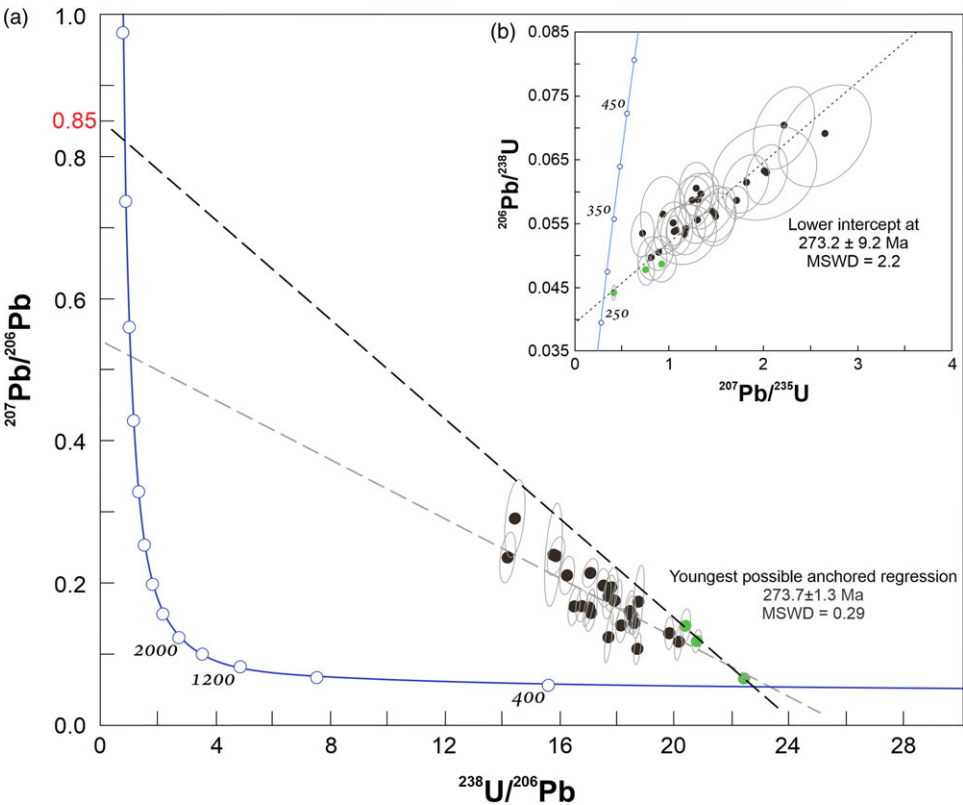 (a)
1.0
0.85
0.8
0.6
0.4
0.2
0.0
²⁰⁷Pb/²⁰⁶Pb
2000
1200
400
0
4
8
12
16
20
24
28
²³⁸U/²⁰⁶Pb
Youngest possible anchored regression
273.7±1.3 Ma
MSWD = 0.29
(b)
0.085
0.075
0.065
0.055
0.045
0.035
²⁰⁶Pb/²³⁸U
450
350
250
Lower intercept at
273.2 ± 9.2 Ma
MSWD = 2.2
0
1
2
3
4
²⁰⁷Pb/²³⁵U